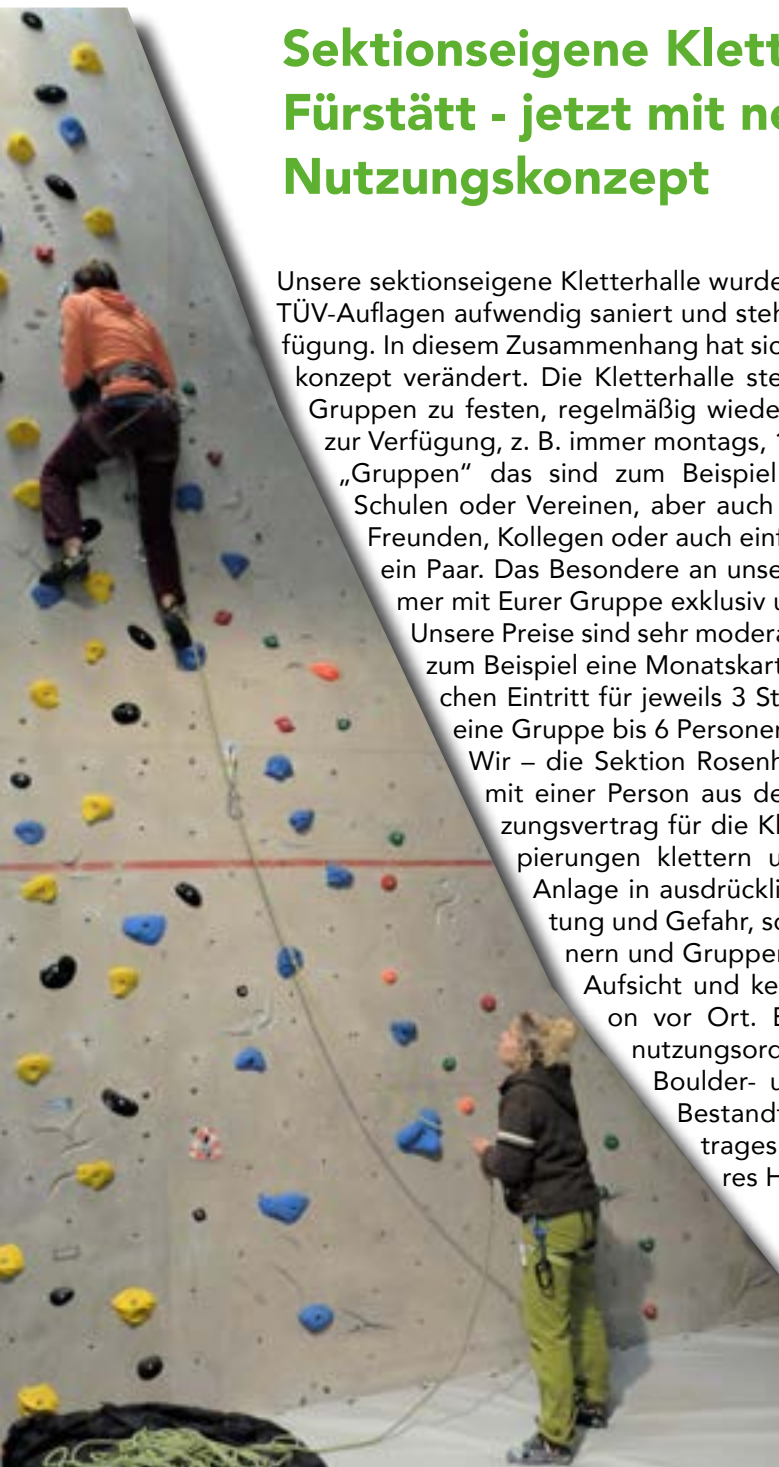 Sektionseigene Klett
Fürstätt - jetzt mit ne
Nutzungskonzept
Unsere sektionseigene Kletterhalle wurde
TÜV-Auflagen aufwendig saniert und steh
fügung. In diesem Zusammenhang hat sic
konzept verändert. Die Kletterhalle ste
Gruppen zu festen, regelmäßig wiede
zur Verfügung, z. B. immer montags, 1
„Gruppen“ das sind zum Beispiel
Schulen oder Vereinen, aber auch
Freunden, Kollegen oder auch einf
ein Paar. Das Besondere an unse
mer mit Eurer Gruppe exklusiv u
Unsere Preise sind sehr modera
zum Beispiel eine Monatskart
chen Eintritt für jeweils 3 St
eine Gruppe bis 6 Personen
Wir – die Sektion Rosenh
mit einer Person aus de
zungsvertrag für die Kl
pierungen klettern u
Anlage in ausdrückli
tung und Gefahr, so
nern und Gruppen
Aufsicht und ke
on vor Ort. B
nutzungsord
Boulder- u
Bestandt
trages
res H